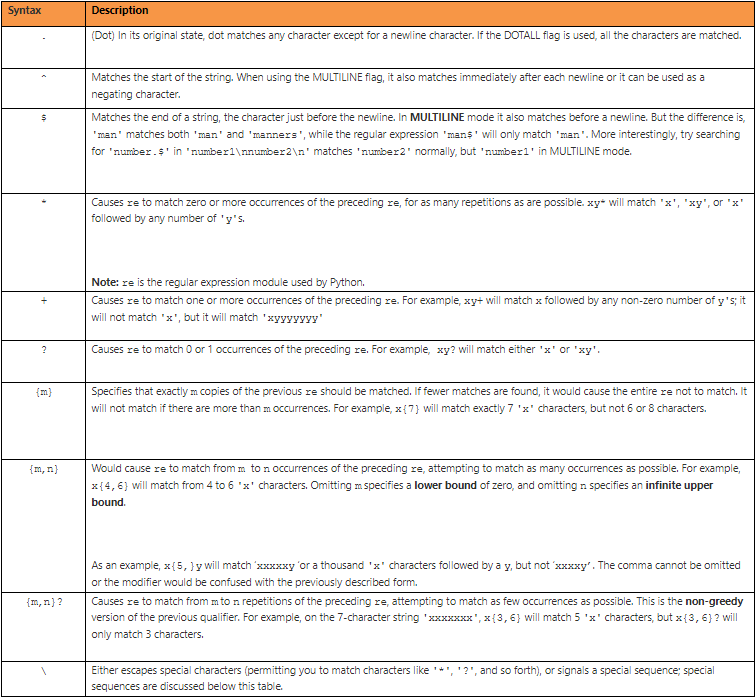 Syntax Description
. (Dot) In its original state, dot matches any character except for a newline character. If the DOTALL flag is used, all the characters are matched.
^ Matches the start of the string. When using the MULTILINE flag, it also matches immediately after each newline or it can be used as a
negating character.
$ Matches the end of a string, the character just before the newline. In MULTILINE mode it also matches before a newline. But the difference is,
'man' matches both 'man' and 'manners', while the regular expression 'man$' will only match 'man'. More interestingly, try searching
for 'number.$' in 'number1\nnumber2\n' matches 'number2' normally, but 'number1' in MULTILINE mode.
* Causes re to match zero or more occurrences of the preceding re, for as many repetitions as are possible. xy* will match 'x', 'xy', or 'x'
followed by any number of 'y's.
Note: re is the regular expression module used by Python.
+ Causes re to match one or more occurrences of the preceding re. For example, xy+ will match x followed by any non-zero number of y's; it
will not match 'x', but it will match 'xyyyyyyy'
? Causes re to match 0 or 1 occurrences of the preceding re. For example, xy? will match either 'x' or 'xy'.
{m} Specifies that exactly m copies of the previous re should be matched. If fewer matches are found, it would cause the entire re not to match. It
will not match if there are more than m occurrences. For example, x{7} will match exactly 7 'x' characters, but not 6 or 8 characters.
{m,n} Would cause re to match from m to n occurrences of the preceding re, attempting to match as many occurrences as possible. For example,
x{4,6} will match from 4 to 6 'x' characters. Omitting m specifies a lower bound of zero, and omitting n specifies an infinite upper
bound.
As an example, x{5,}y will match 'xxxxxy 'or a thousand 'x' characters followed by a y, but not 'xxxxy'. The comma cannot be omitted
or the modifier would be confused with the previously described form.
{m,n}? Causes re to match from m to n repetitions of the preceding re, attempting to match as few occurrences as possible. This is the non-greedy
version of the previous qualifier. For example, on the 7-character string 'xxxxxxx', x{3,6} will match 5 'x' characters, but x{3,6}? will
only match 3 characters.
\ Either escapes special characters (permitting you to match characters like '*', '?', and so forth), or signals a special sequence; special
sequences are discussed below this table.